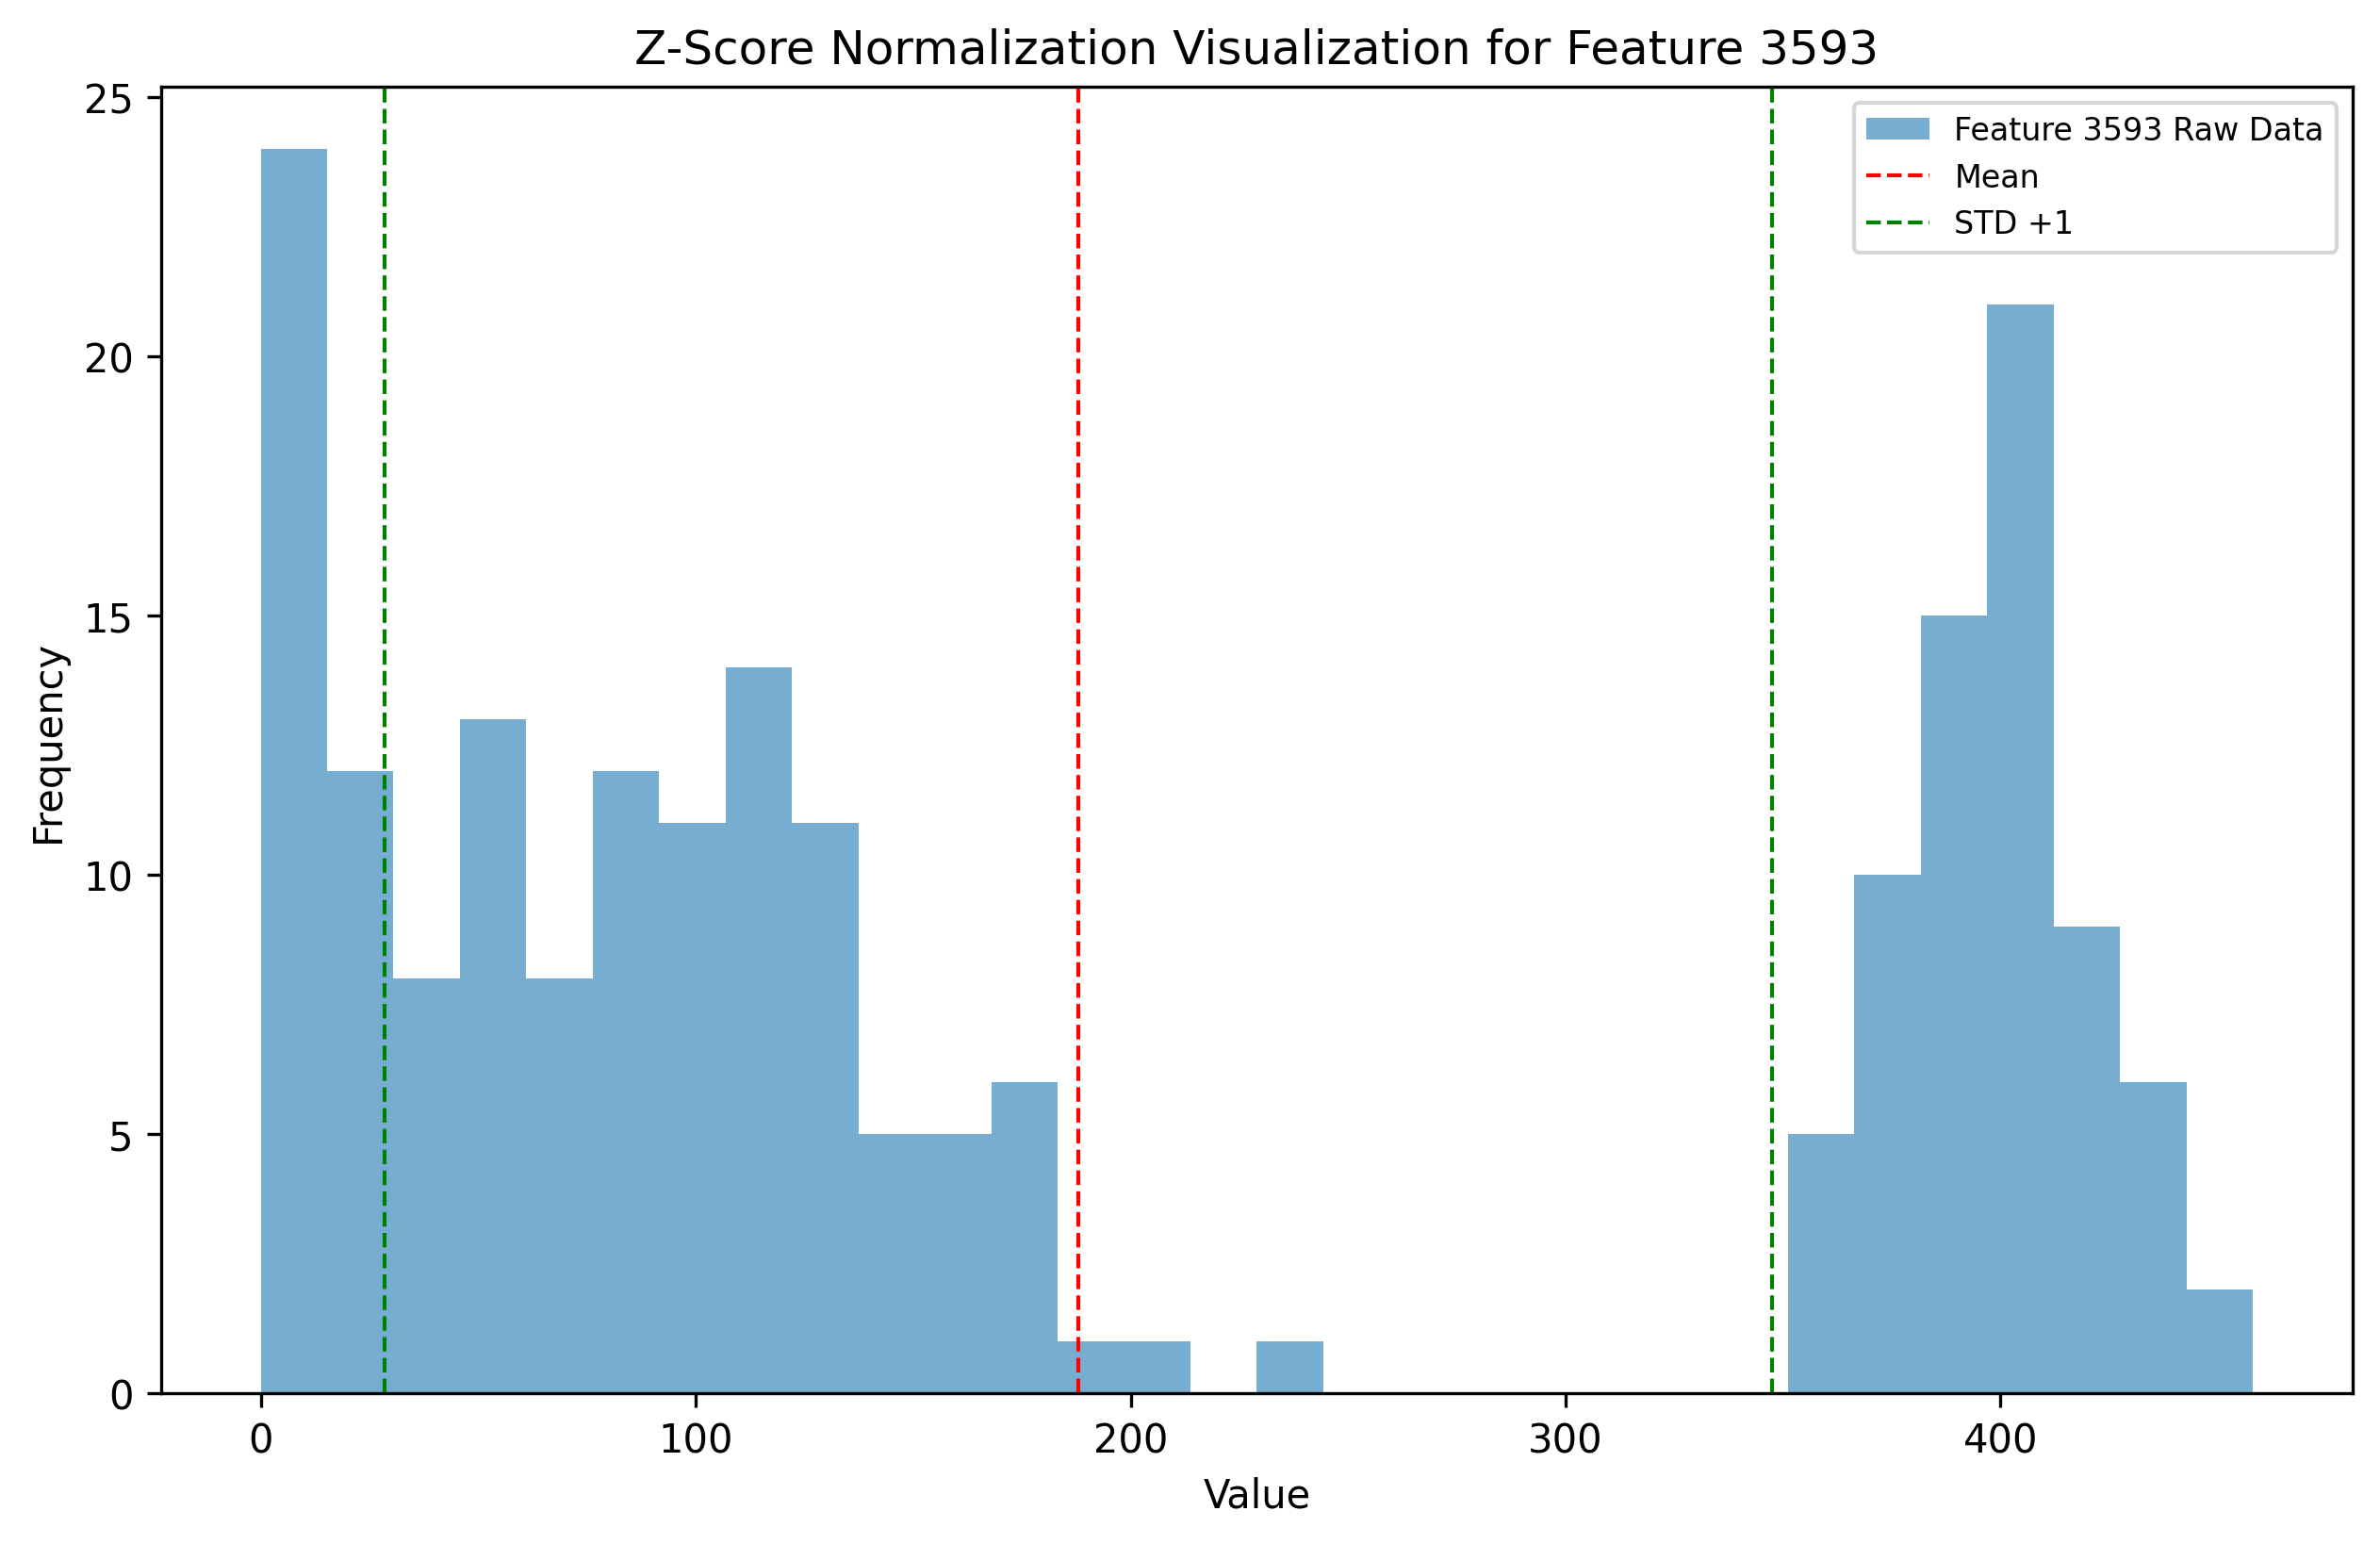 Z-Score Normalization Visualization for Feature 3593
Feature 3593 Raw Data
Mean
STD +1
25
20
15
10
5
0
Frequency
0 100 200 300 400
Value